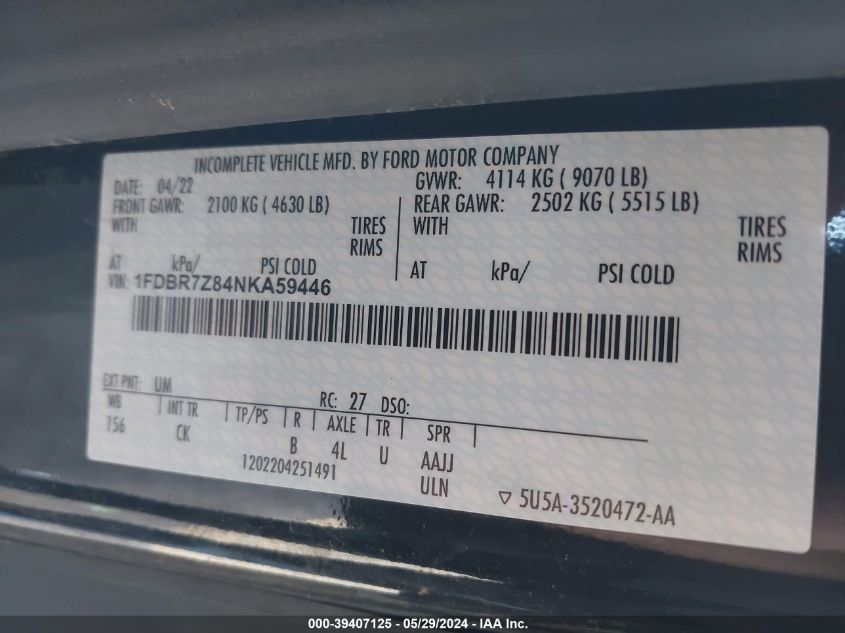 INCOMPLETE VEHICLE MFD. BY FORD MOTOR COMPANY
DATE: 04/22 GVWR: 4114 KG ( 9070 LB)
FRONT GAWR: 2100 KG ( 4630 LB) REAR GAWR: 2502 KG ( 5515 LB)
WITH TIRES WITH TIRES
RIMS RIMS
AT kPa/ PSI COLD AT kPa/ PSI COLD
VIN: 1FDBR7Z84NKA59446
EXT PNT: UM RC: 27 DSO:
WB INT TR TP/PS R AXLE TR SPR
156 CK B 4L U AAJJ
1202204251491 ULN
5U5A-3520472-AA
000-39407125 - 05/29/2024 - IAA Inc.